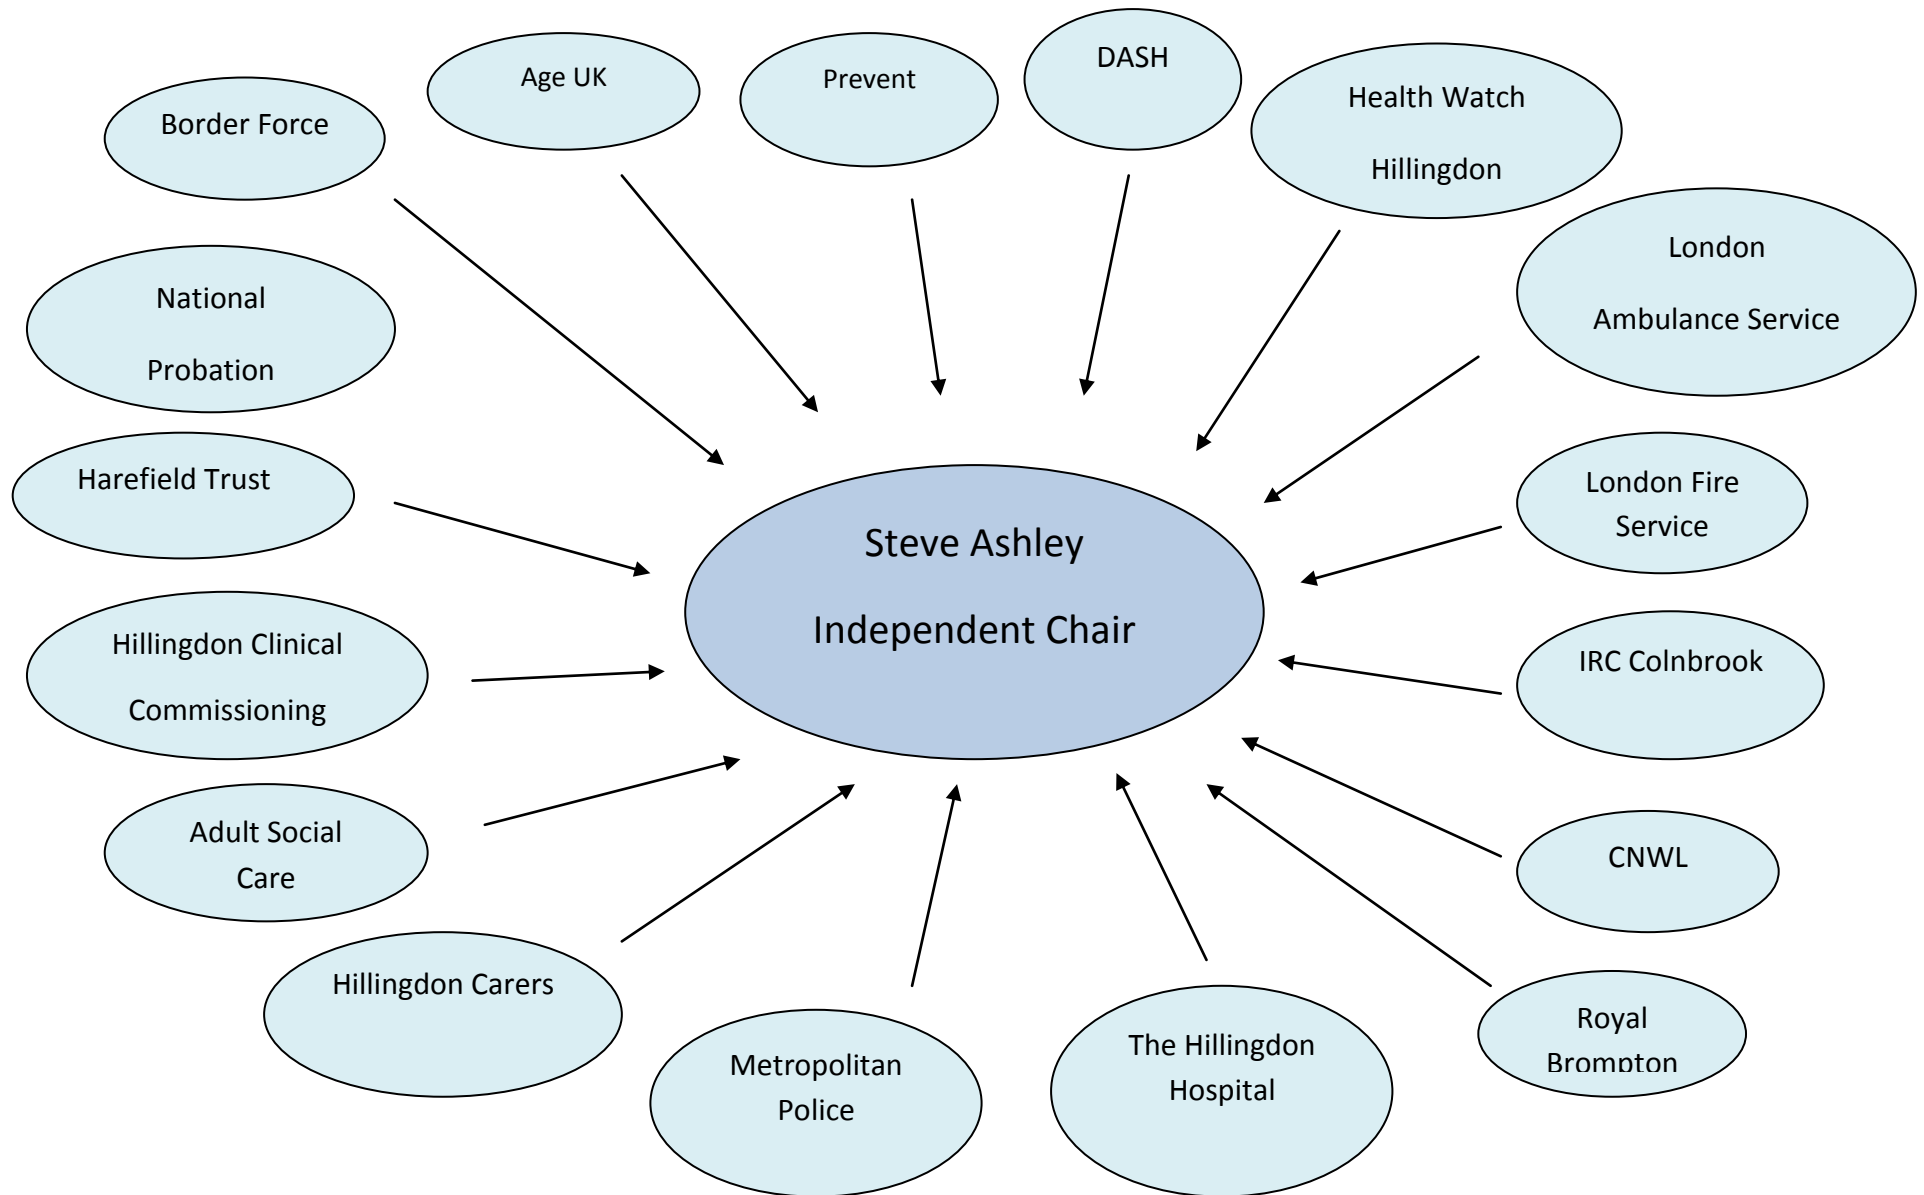 Border Force
Age UK
Prevent
DASH
Health Watch
Hillingdon
National
Probation
London
Ambulance Service
Harefield Trust
London Fire
Service
Steve Ashley
Independent Chair
Hillingdon Clinical
Commissioning
IRC Colnbrook
Adult Social
Care
CNWL
Hillingdon Carers
Metropolitan
Police
The Hillingdon
Hospital
Royal
Brompton